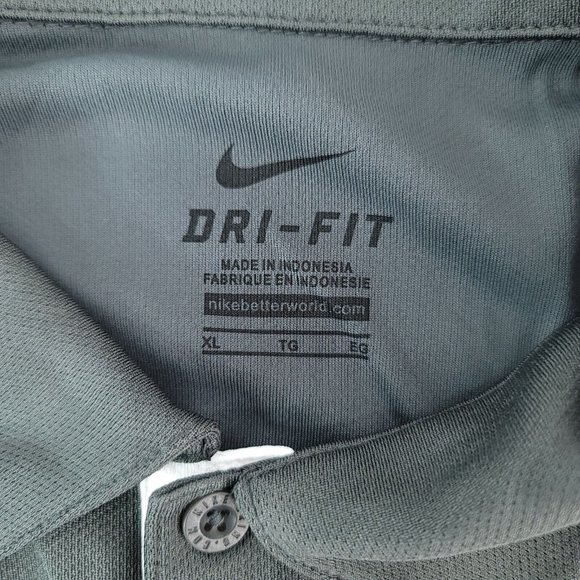 DRI-FIT
MADE IN INDONESIA
FABRIQUE EN INDONESIE
nikebetterworld.com
XL TG EG